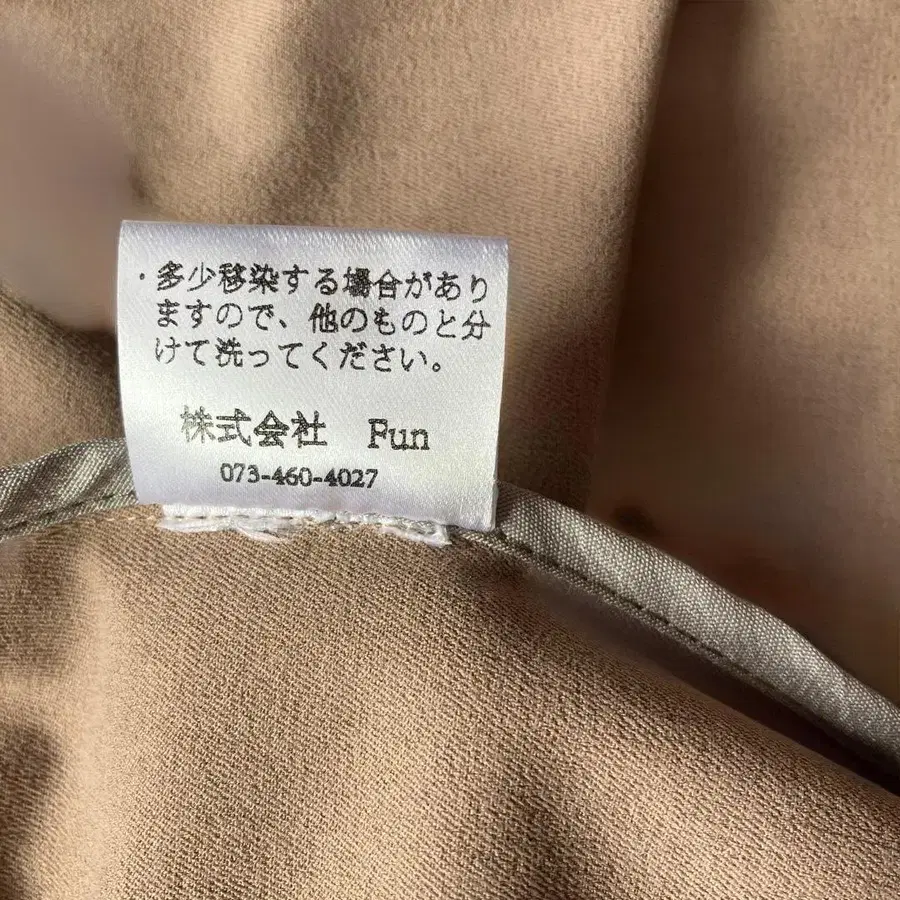 ・多少移染する場合があり
ますので、他のものと分
けて洗ってください。
株式会社 Fun
073-460-4027